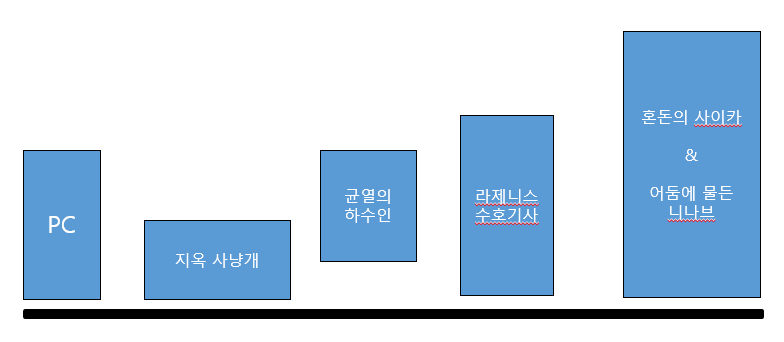 PC
지옥 사냥개
균열의
하수인
라제니스
수호기사
혼돈의 사이카
&
어둠에 물든
니나브